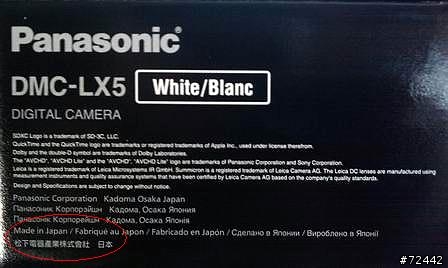 Panasonic®
DMC-LX5 White/Blanc
DIGITAL CAMERA
SDXC Logo is a trademark of SD-3C, LLC.
QuickTime and the QuickTime logo are trademarks or registered trademarks of Apple Inc., used under license therefrom.
Dolby and the double-D symbol are trademarks of Dolby Laboratories.
The "AVCHD", "AVCHD Lite" and the "AVCHD", "AVCHD Lite" logo are trademarks of Panasonic Corporation and Sony Corporation.
Leica is a registered trademark of Leica Microsystems IR GmbH. Summicron is a registered trademark of Leica Camera AG. The Leica DC lenses are manufactured using
measurement instruments and quality assurance systems that have been certified by Leica Camera AG based on the company's quality standards.
Design and Specifications are subject to change without notice.
Panasonic Corporation Kadoma Osaka Japan
Панасоник Корпорэйшн Кадома, Осака Япония
Панасонік Корпорейшн Кадома, Осака Японія
Made in Japan / Fabriqué au Japon / Fabricado en Japón / Сделано в Японии / Вироблено в Японії
松下電器產業株式會社 日本
#72442